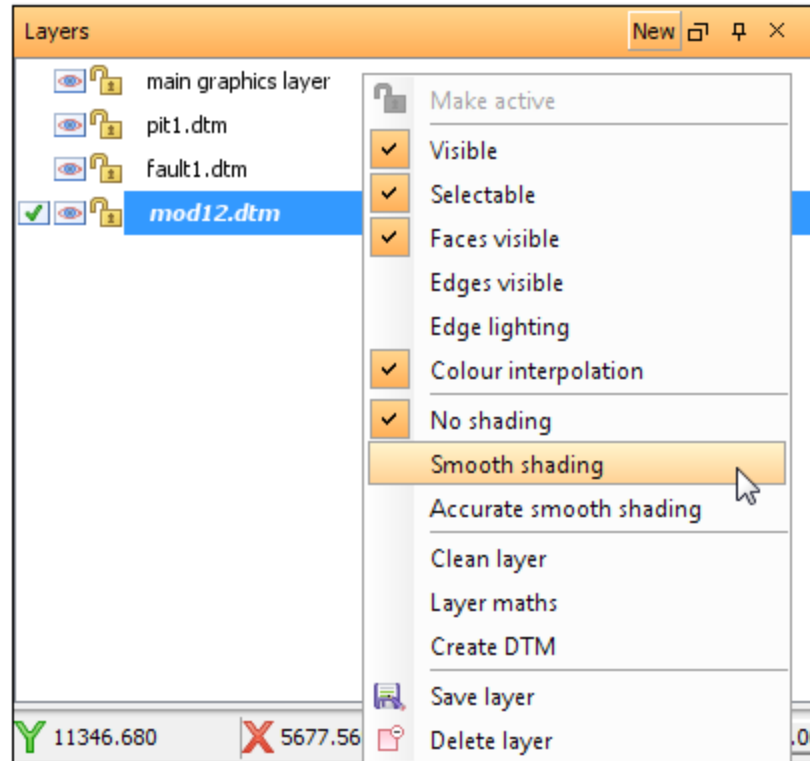 Layers New
main graphics layer
pit1.dtm
fault1.dtm
mod12.dtm
Make active
Visible
Selectable
Faces visible
Edges visible
Edge lighting
Colour interpolation
No shading
Smooth shading
Accurate smooth shading
Clean layer
Layer maths
Create DTM
Save layer
Delete layer
Y 11346.680 X 5677.56